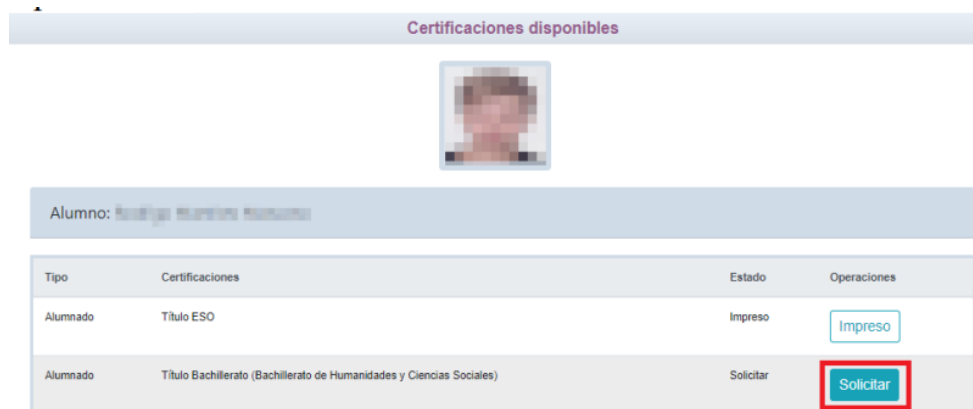 Certificaciones disponibles
Alumno:
Tipo Certificaciones Estado Operaciones
Alumnado Título ESO Impreso Impreso
Alumnado Título Bachillerato (Bachillerato de Humanidades y Ciencias Sociales) Solicitar Solicitar